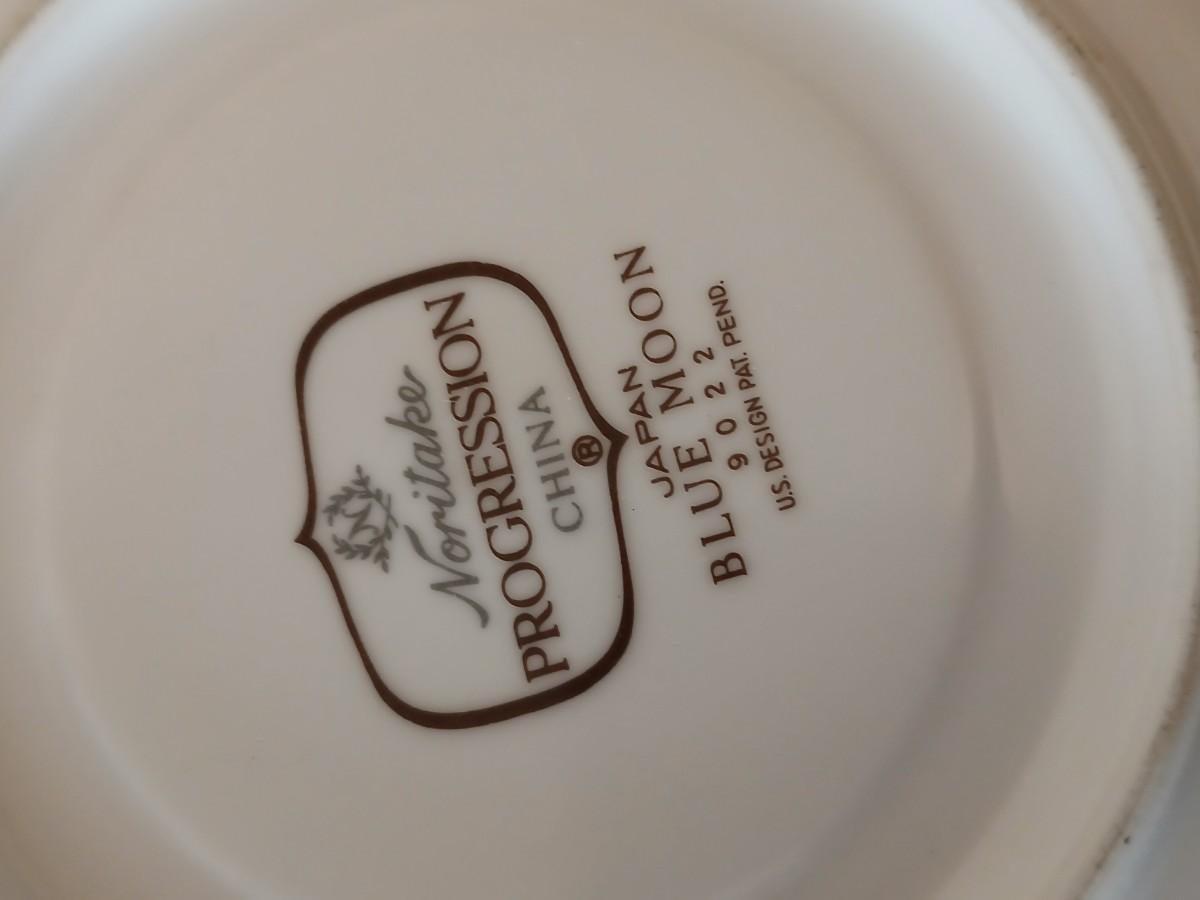 N
Noritake
PROGRESSION
CHINA
®
JAPAN
BLUE MOON
9022
U.S. DESIGN PAT. PEND.